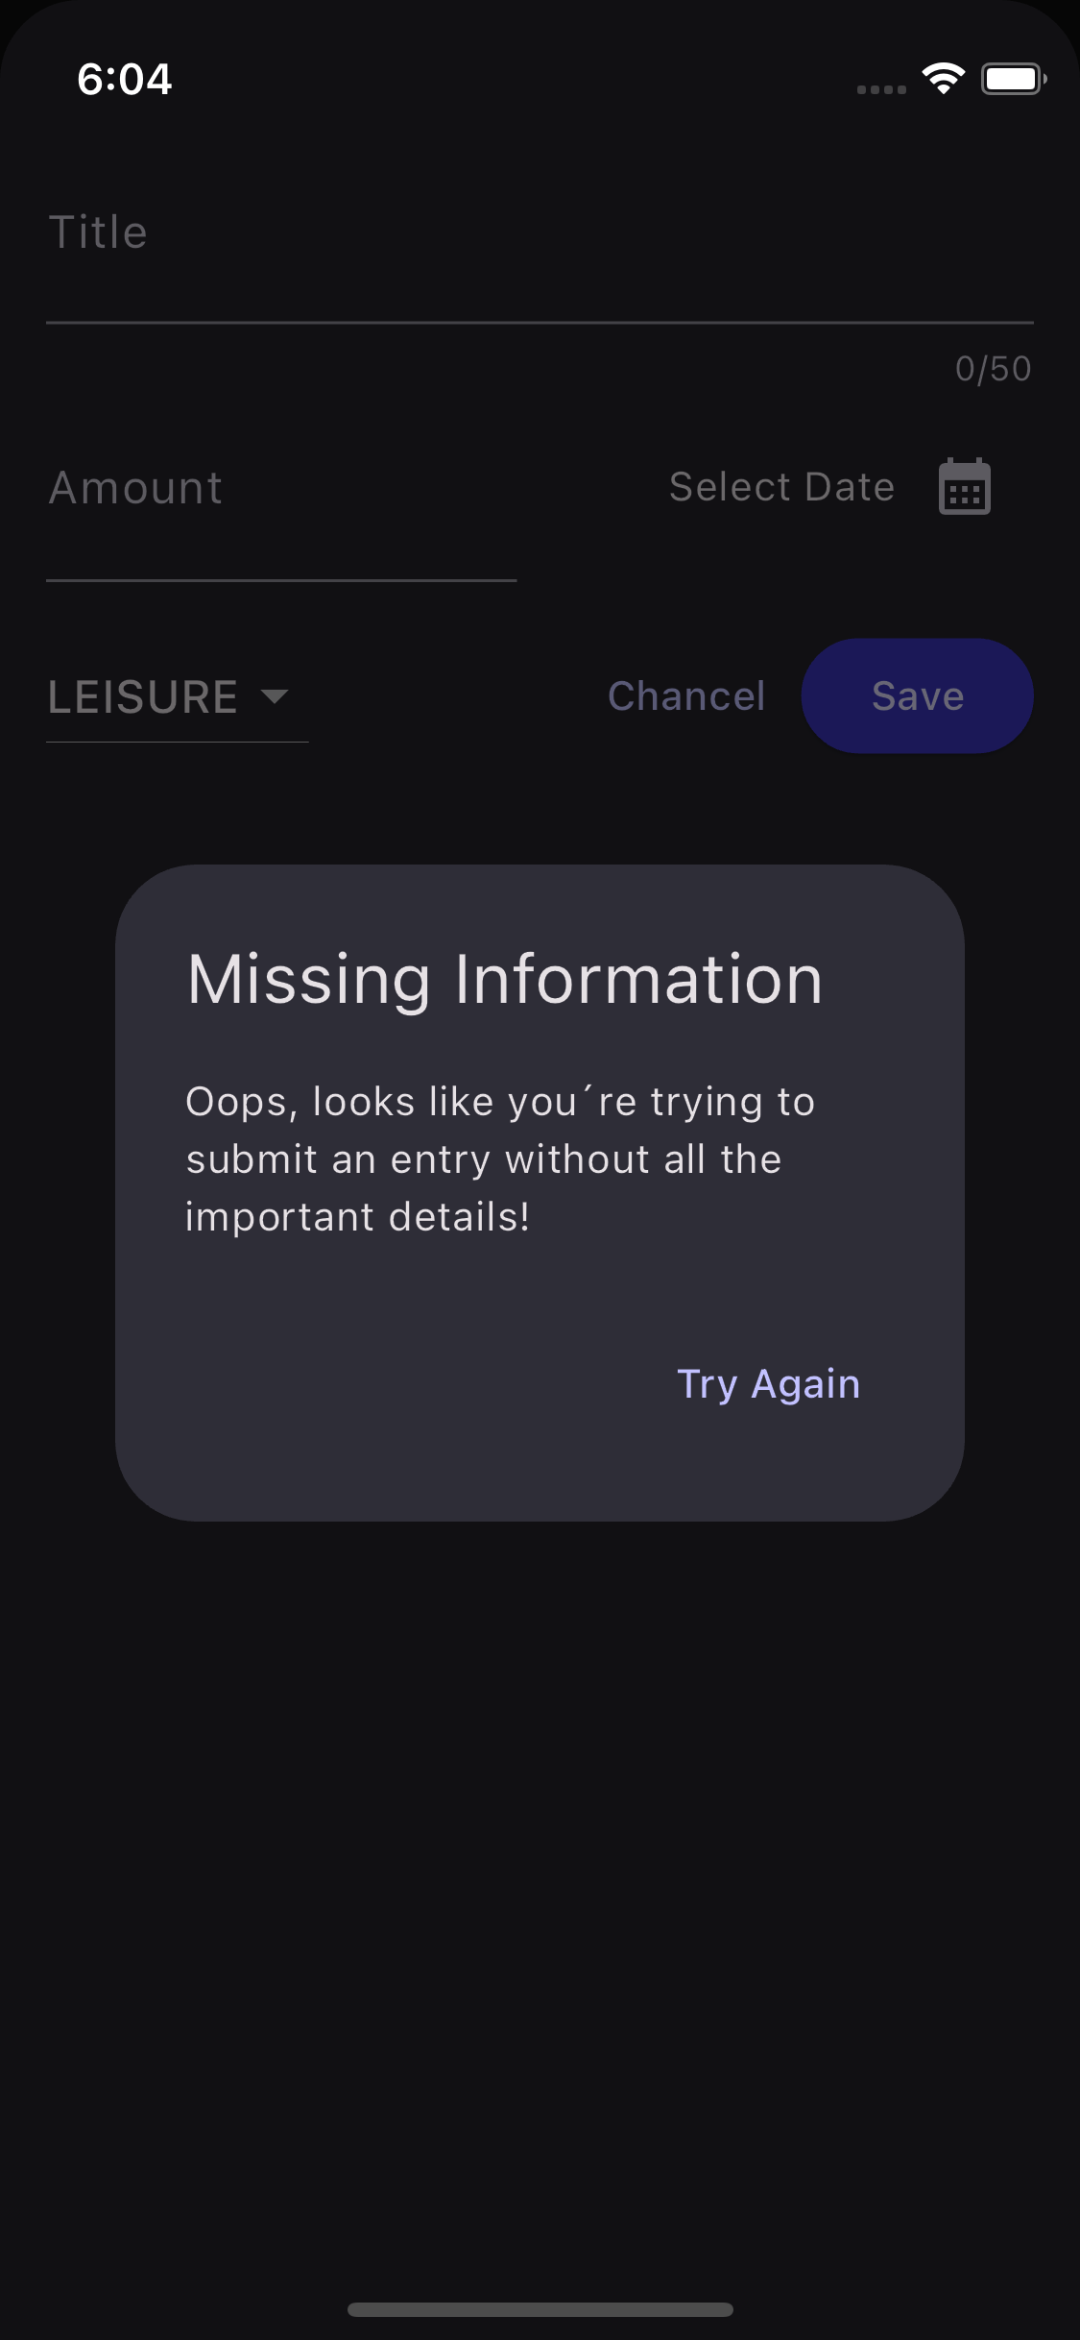 6:04
Title
0/50
Amount
Select Date
LEISURE
Chancel
Save
Missing Information
Oops, looks like you´re trying to
submit an entry without all the
important details!
Try Again